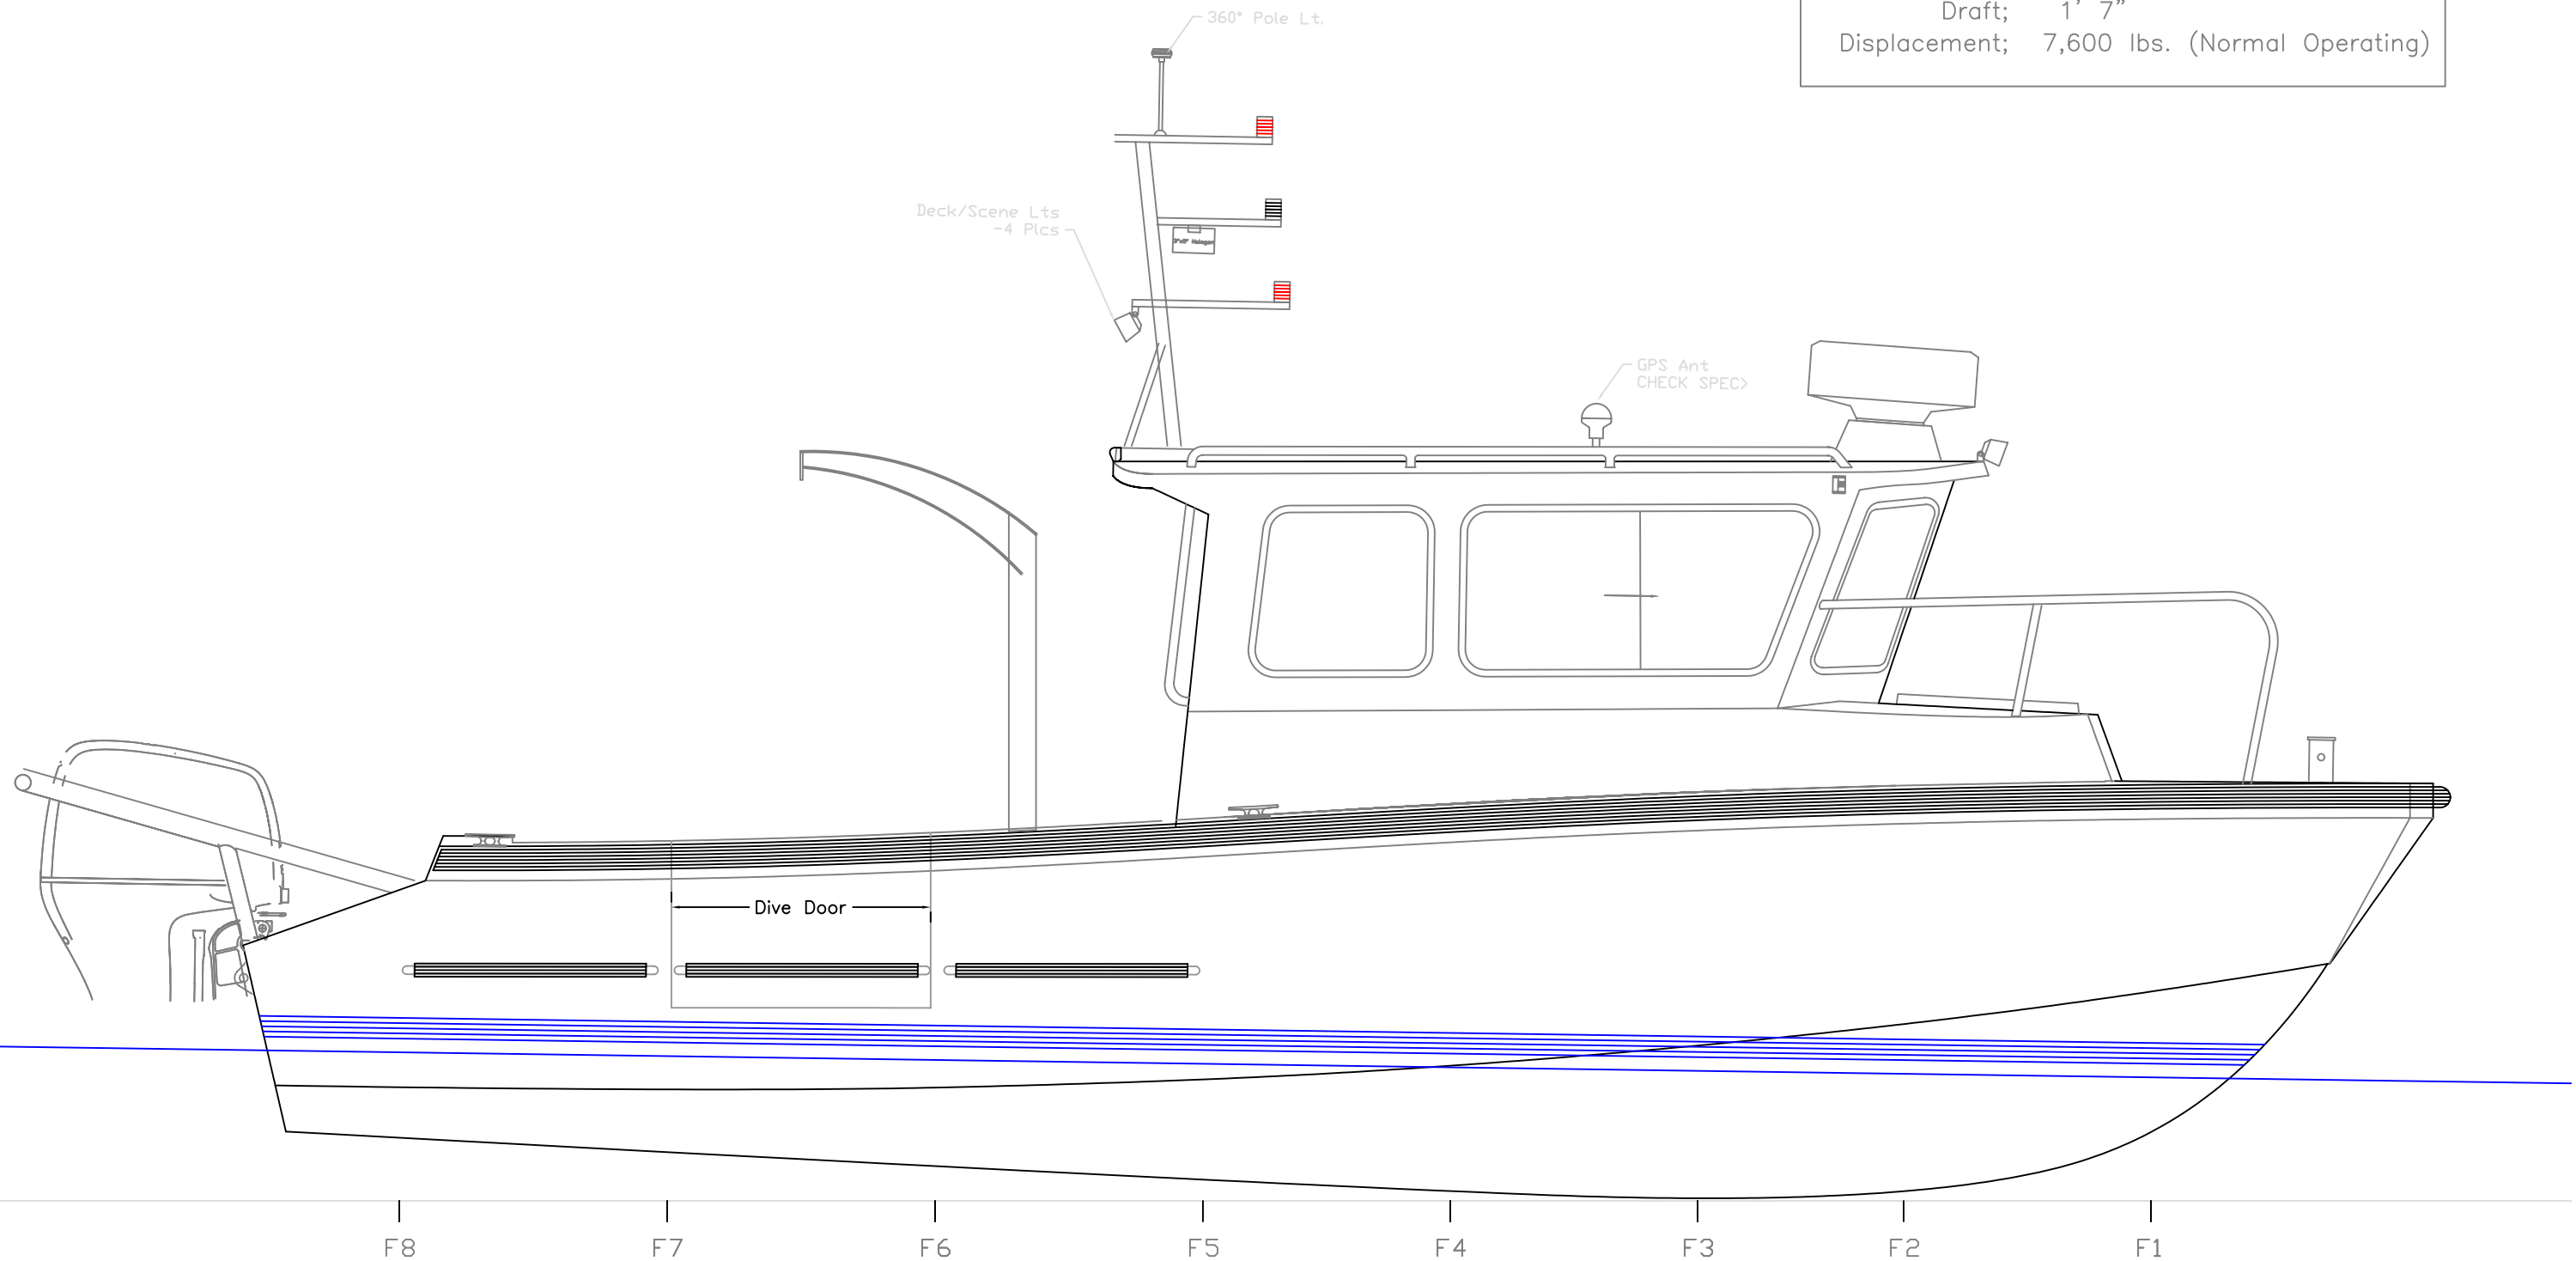 360° Pole Lt.
Draft; 1' 7"
Displacement; 7,600 lbs. (Normal Operating)
Deck/Scene Lts
-4 Plcs
GPS Ant
CHECK SPEC>
Dive Door
F8 F7 F6 F5 F4 F3 F2 F1